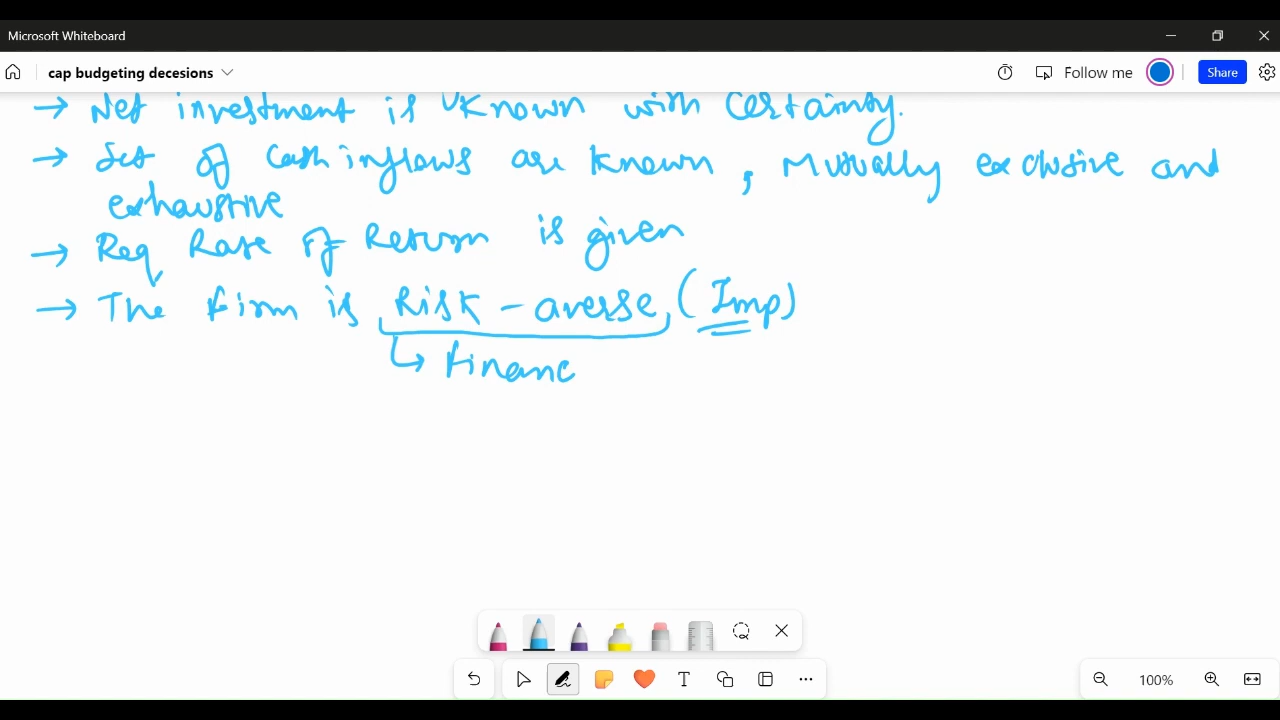 Microsoft Whiteboard
cap budgeting decesions
Follow me
Share
→ Net investment is known with Certainty.
→ Set of Cash inflows are known, Mutually exclusive and
exhaustive
→ Req Rate of Return is given
→ The firm is Risk - averse (Imp)
↳ Financ
100%